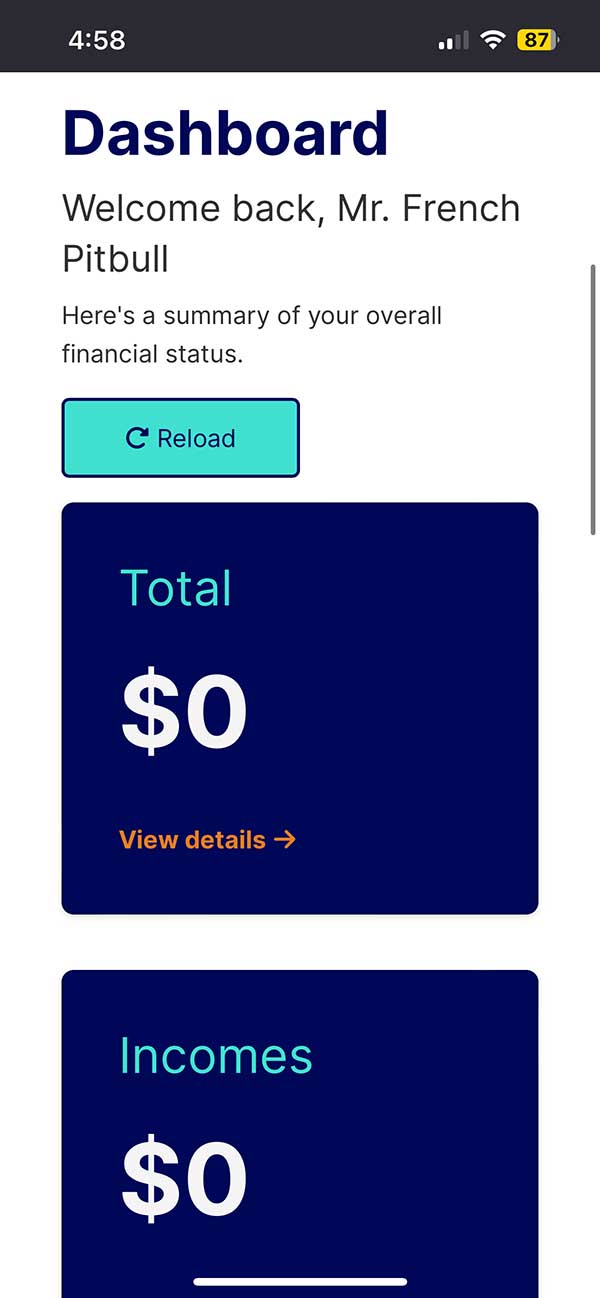 4:58
87
Dashboard
Welcome back, Mr. French
Pitbull
Here's a summary of your overall
financial status.
Reload
Total
$0
View details →
Incomes
$0